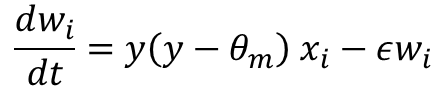 dw_i/dt = y(y − θ_m) x_i − ϵw_i